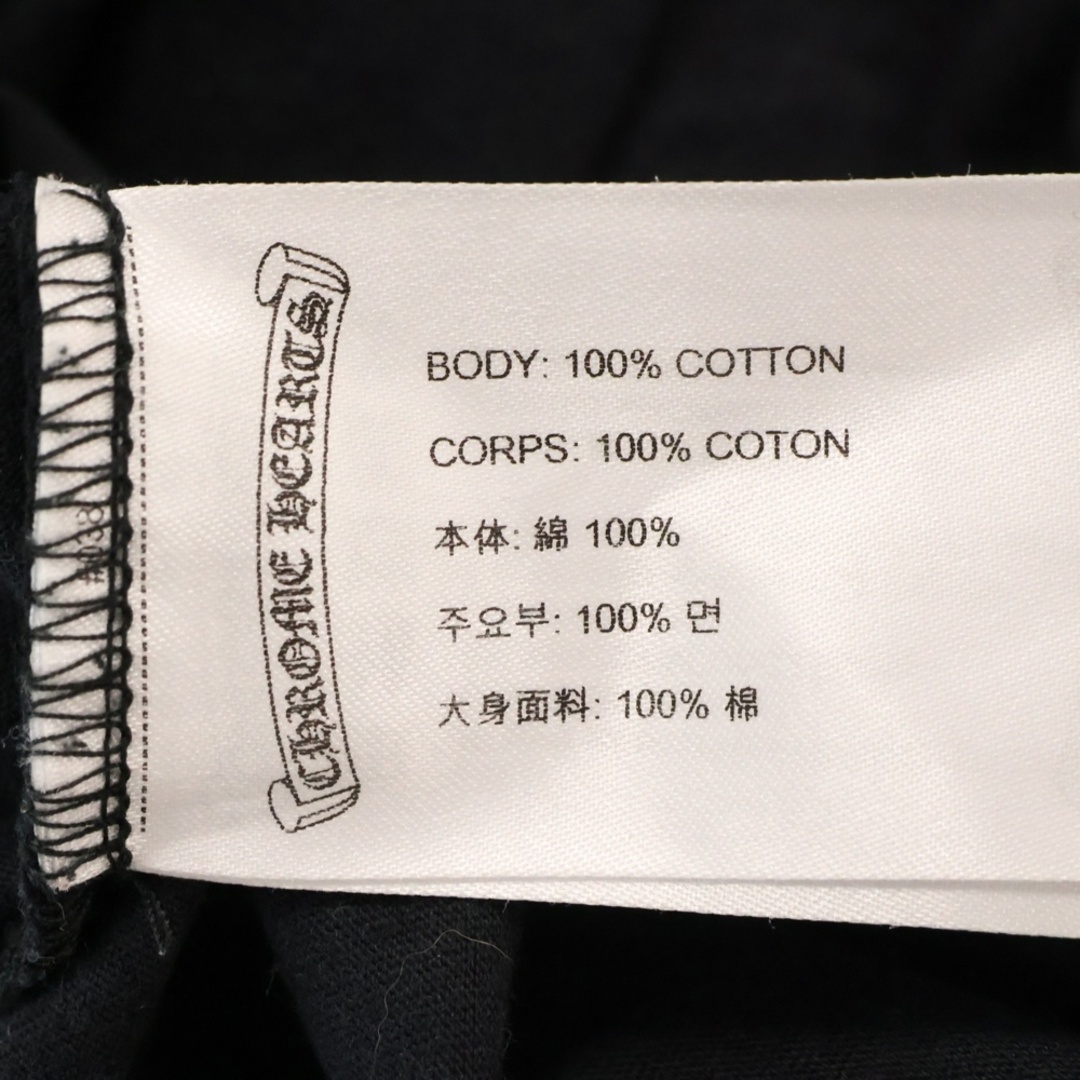 CHROME HEARTS
BODY: 100% COTTON
CORPS: 100% COTON
本体: 綿 100%
주요부: 100% 면
大身面料: 100% 棉